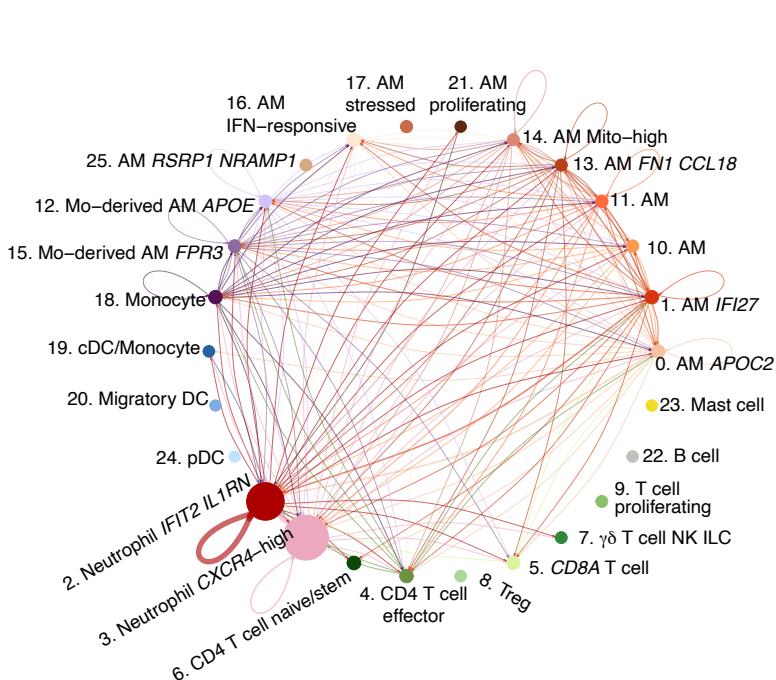 17. AM
stressed
21. AM
proliferating
16. AM
IFN−responsive
14. AM Mito−high
25. AM RSRP1 NRAMP1
13. AM FN1 CCL18
12. Mo−derived AM APOE
11. AM
15. Mo−derived AM FPR3
10. AM
18. Monocyte
1. AM IFI27
19. cDC/Monocyte
0. AM APOC2
20. Migratory DC
23. Mast cell
24. pDC
22. B cell
9. T cell
proliferating
2. Neutrophil IFIT2 IL1RN
7. γδ T cell NK ILC
3. Neutrophil CXCR4−high
5. CD8A T cell
6. CD4 T cell naive/stem
4. CD4 T cell
effector
8. Treg